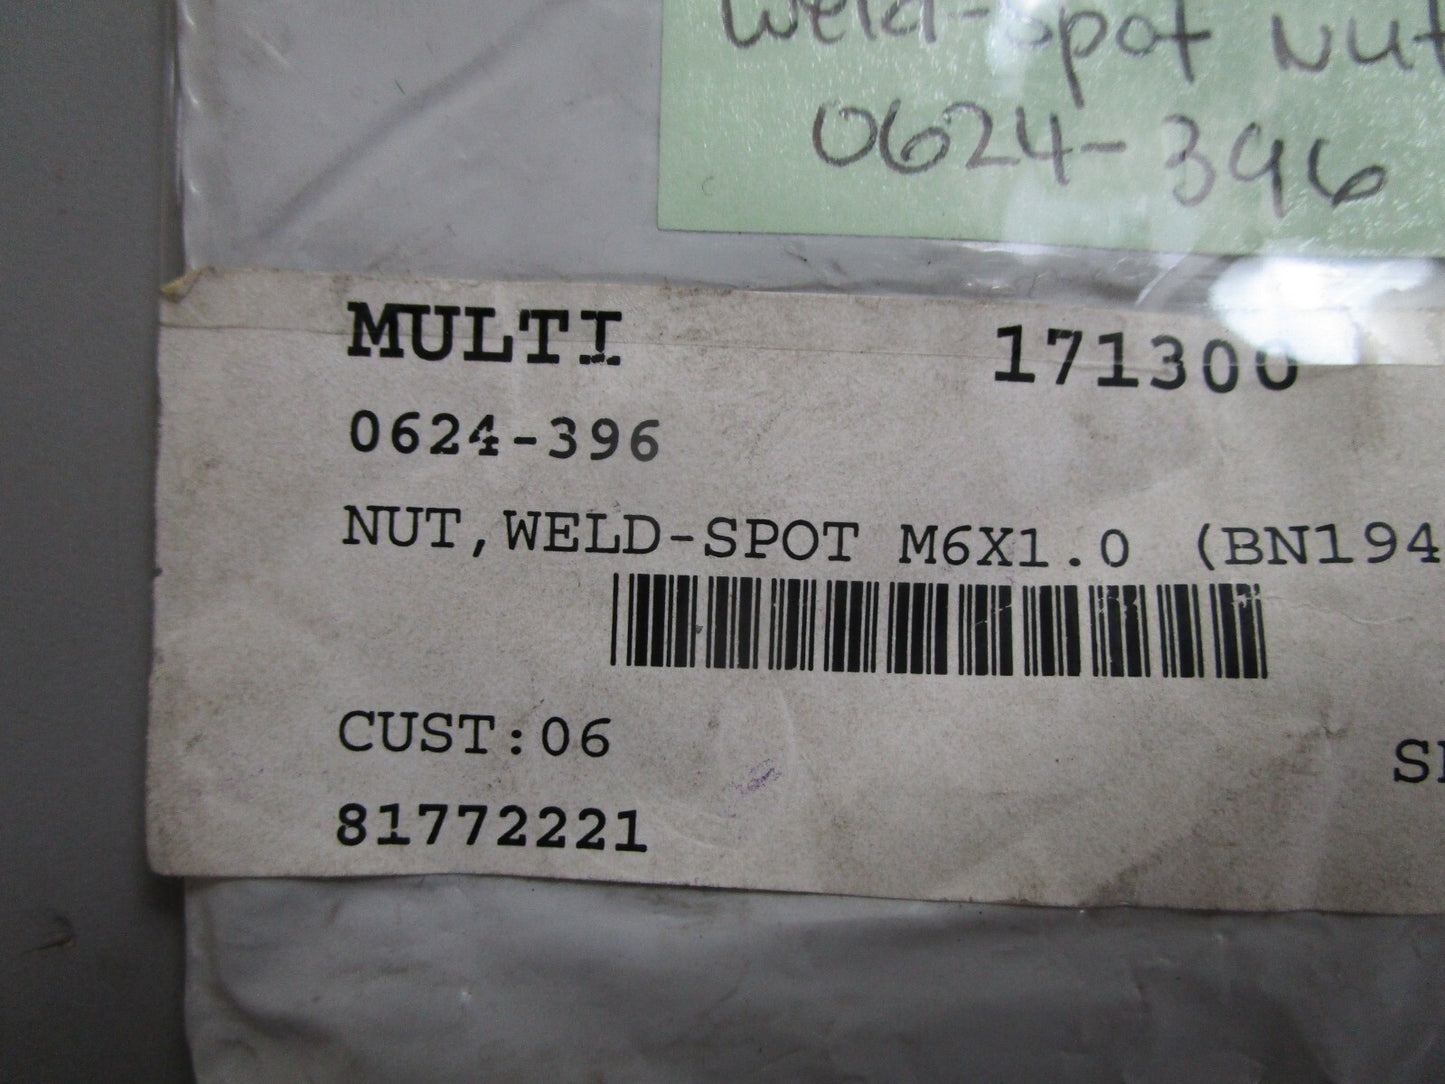 Weld-Spot Nut
0624-396
MULTI 171300
0624-396
NUT,WELD-SPOT M6X1.0 (BN194
CUST:06
81772221